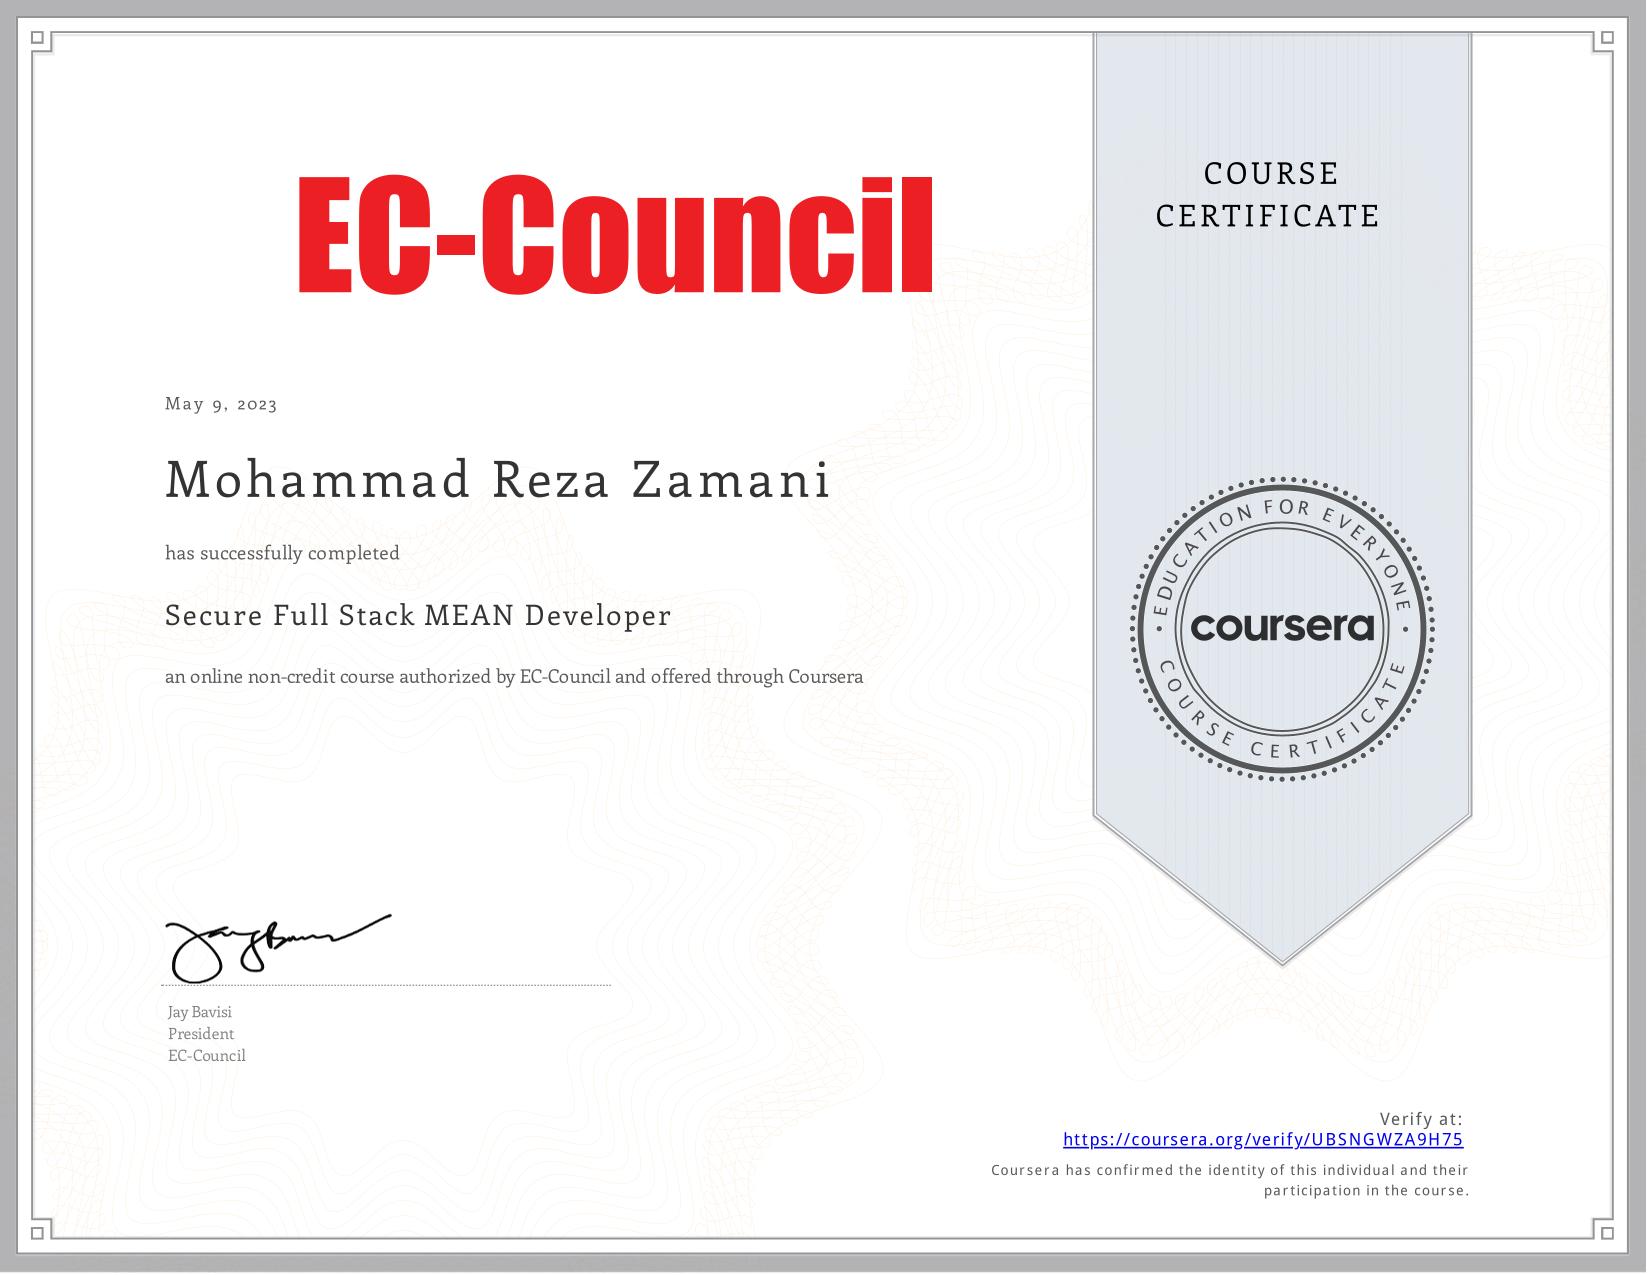 EC-Council
COURSE
CERTIFICATE
May 9, 2023
Mohammad Reza Zamani
has successfully completed
Secure Full Stack MEAN Developer
an online non-credit course authorized by EC-Council and offered through Coursera
EDUCATION FOR EVERYONE
coursera
COURSE CERTIFICATE
Jay Bavisi
President
EC-Council
Verify at:
https://coursera.org/verify/UBSNGWZA9H75
Coursera has confirmed the identity of this individual and their
participation in the course.